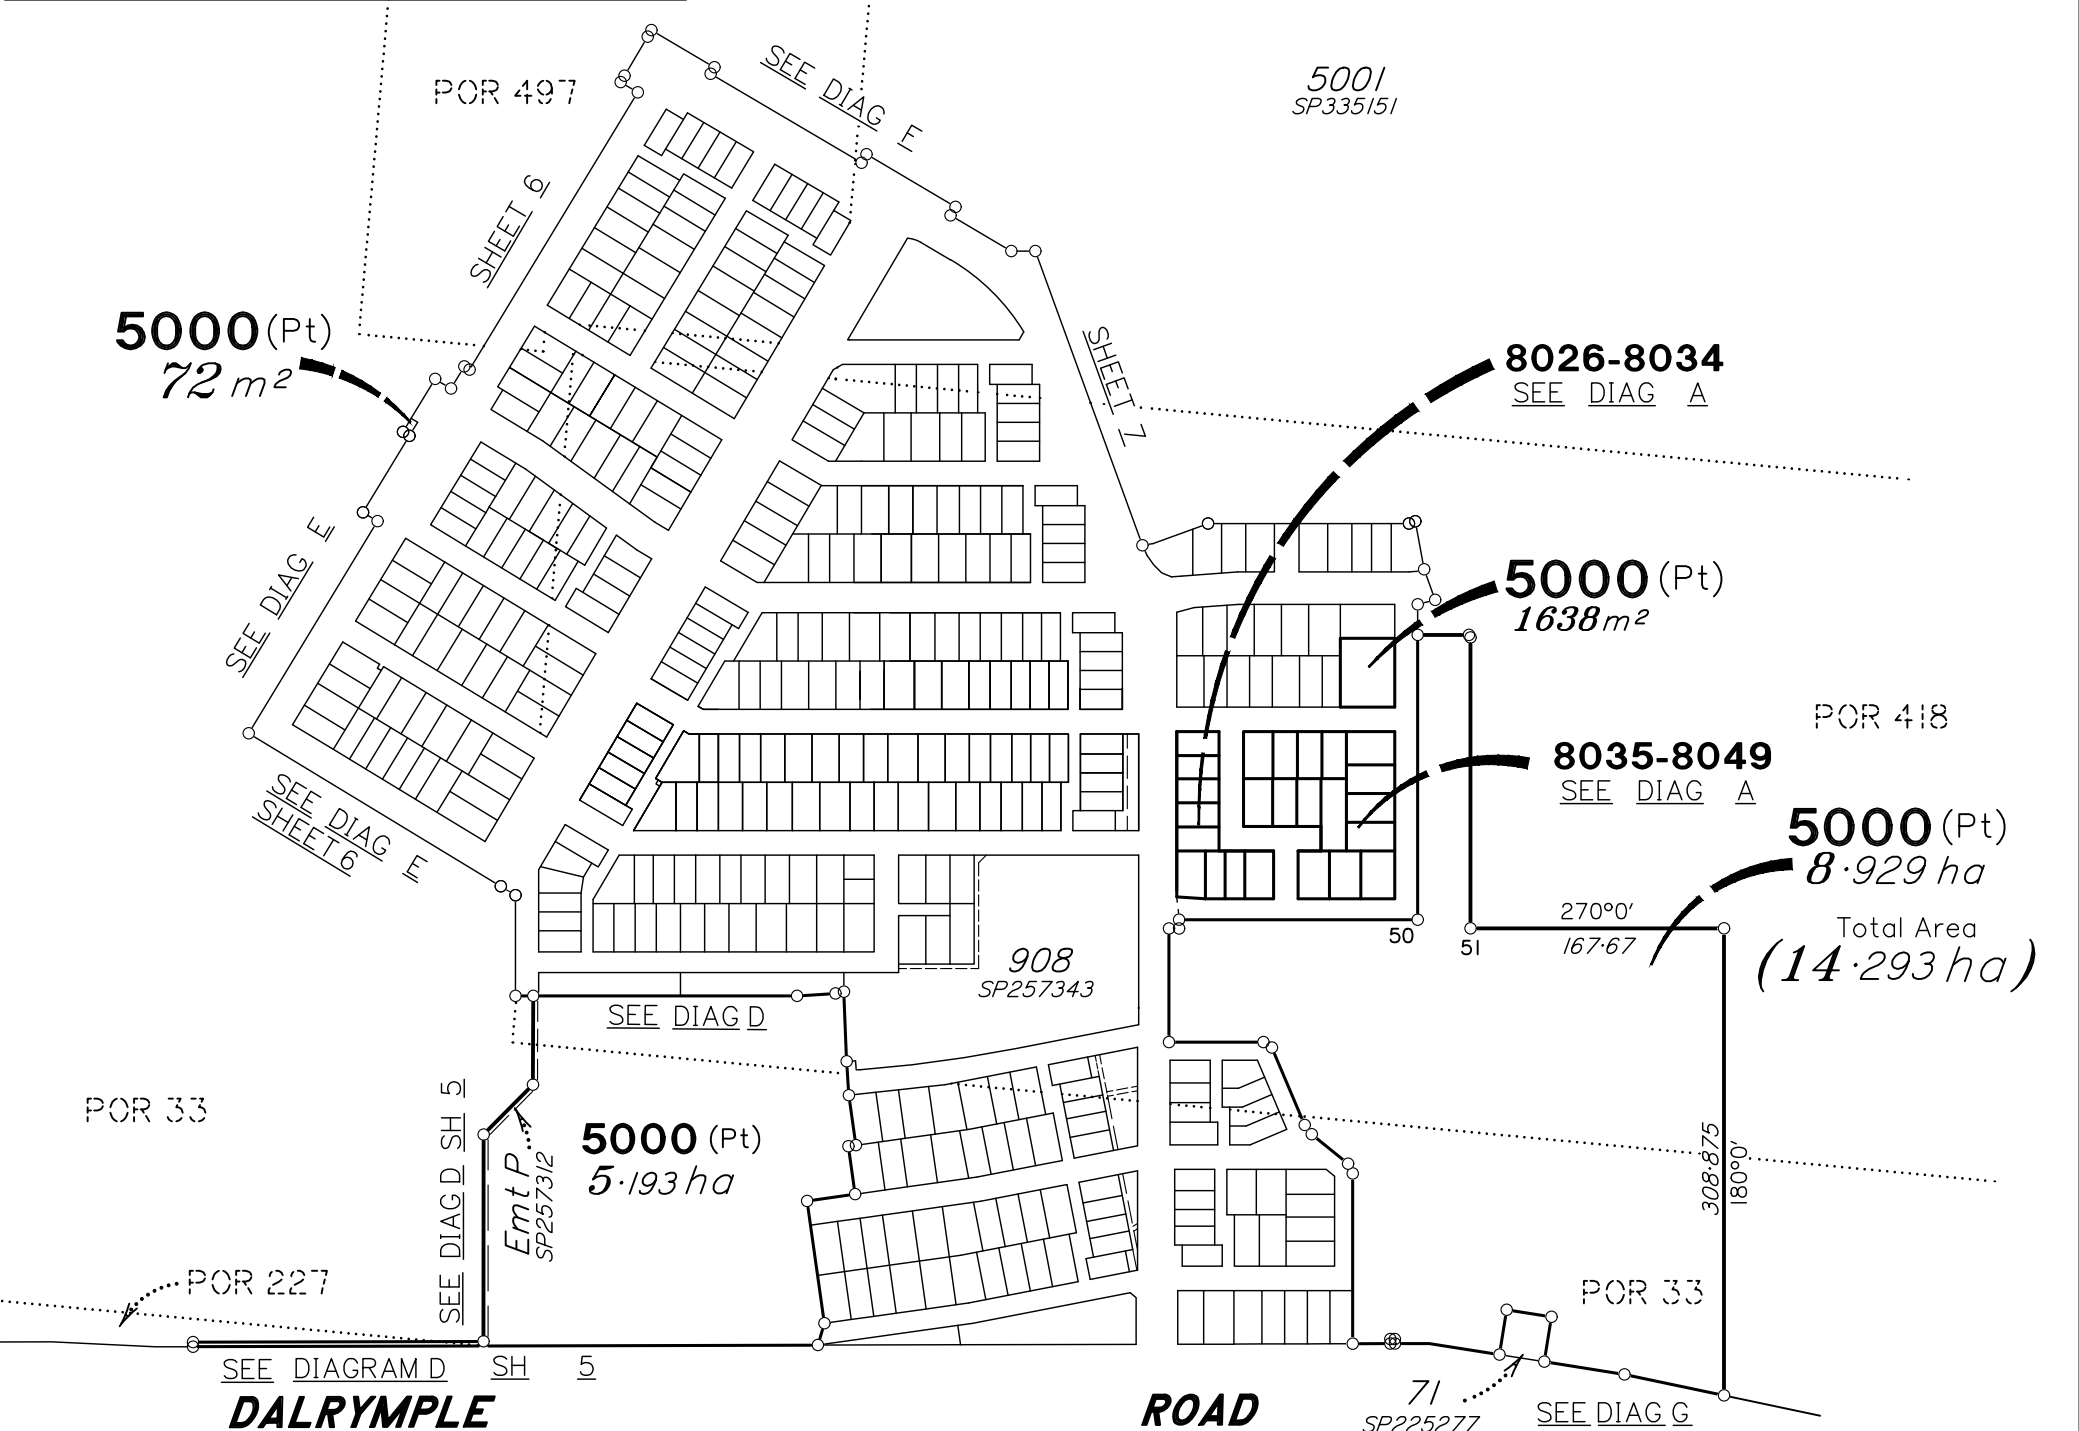 5001
SP335151
SEE DIAG E
POR 497
SHEET 6
5000 (Pt)
72 m²
SHEET 7
8026-8034
SEE DIAG A
5000 (Pt)
1638 m²
SEE DIAG E
POR 418
8035-8049
SEE DIAG A
SEE DIAG E
SHEET 6
5000 (Pt)
8·929 ha
Total Area
(14·293 ha)
270°0′
167·67
50
51
908
SP257343
SEE DIAG D
POR 33
SEE DIAG D SH 5
Emt P
SP257312
5000 (Pt)
5·193 ha
308·875
180°0′
POR 227
POR 33
SEE DIAGRAM D SH 5
71
SP225277
SEE DIAG G
DALRYMPLE ROAD